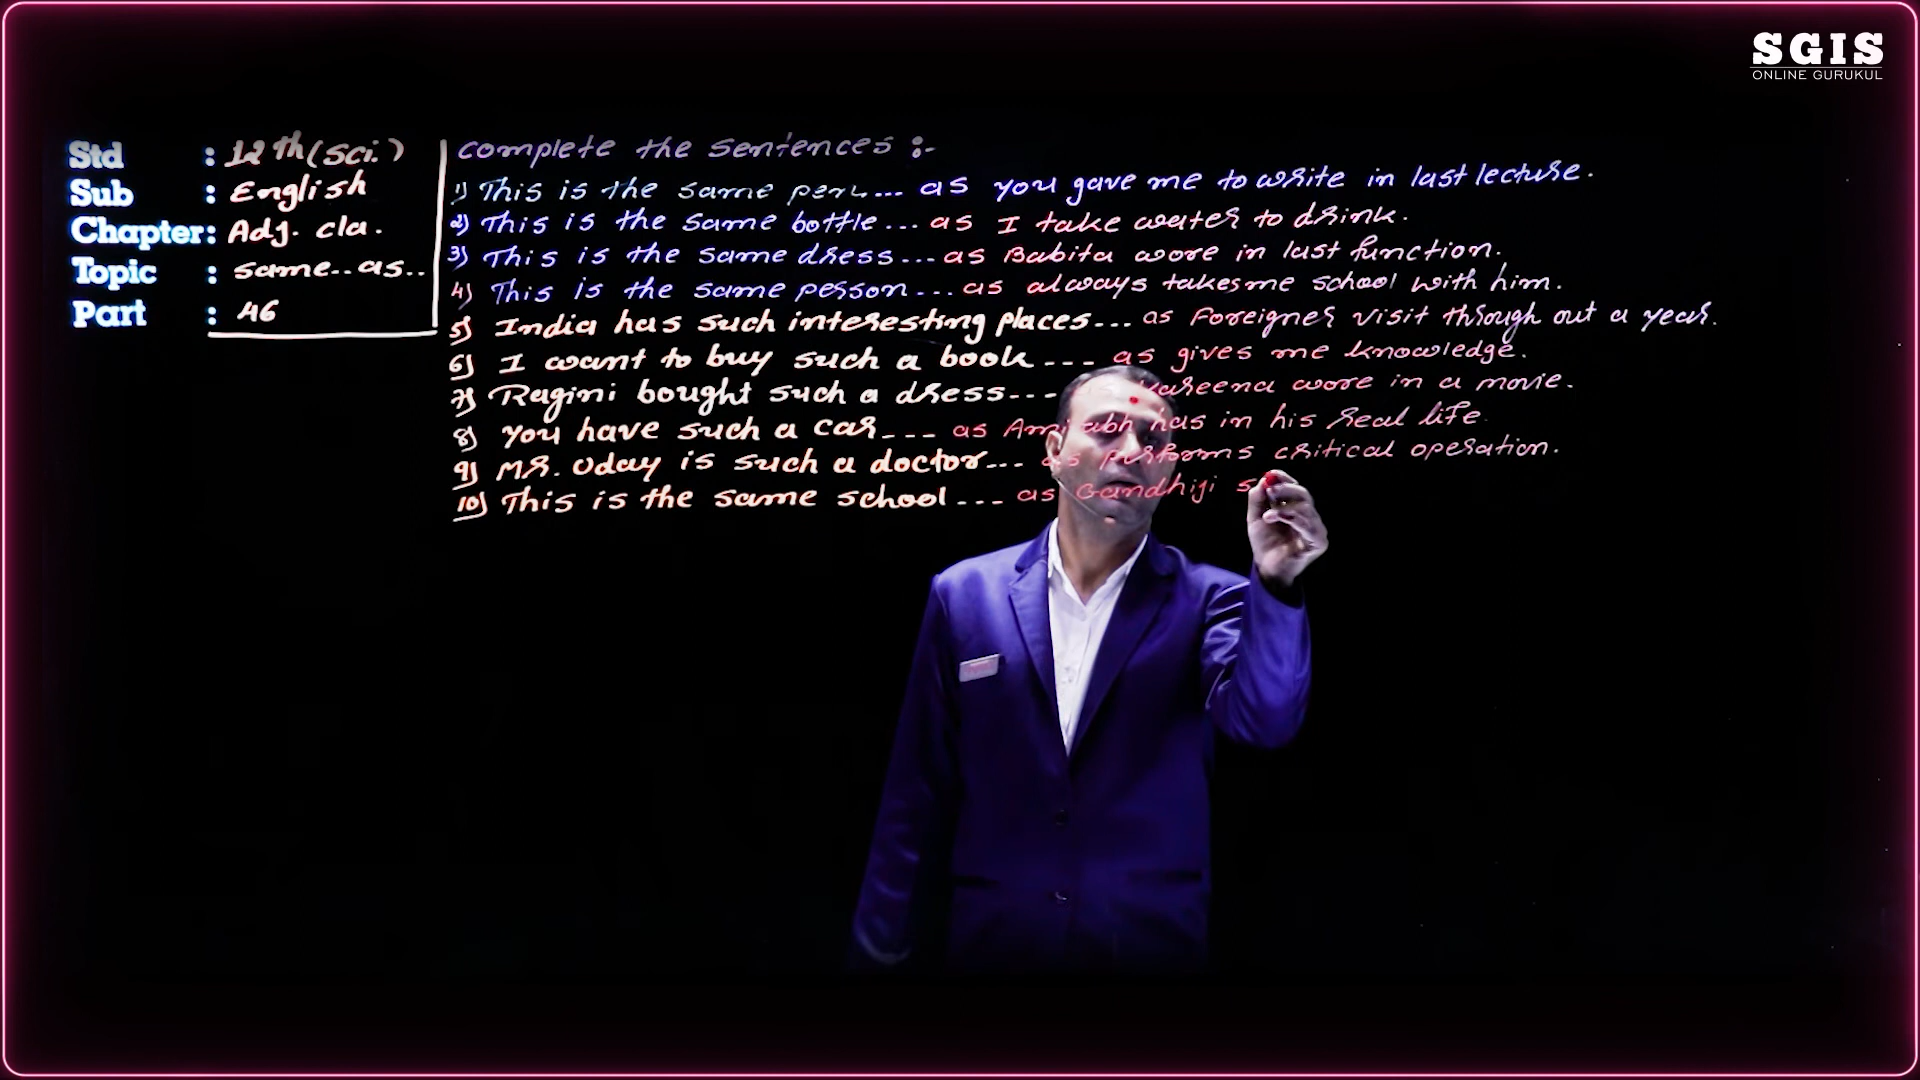 SGIS
ONLINE GURUKUL
Std : 12th (Sci.)
Sub : English
Chapter : Adj. cla.
Topic : same..as..
Part : 46
complete the sentences :-
1) This is the same pen... as you gave me to write in last lecture.
2) This is the same bottle... as I take water to drink.
3) This is the same dress... as Babita wore in last function.
4) This is the same person... as always takes me school with him.
5) India has such interesting places... as Foreigner visit through out a year.
6) I want to buy such a book --- as gives me knowledge.
7) Ragini bought such a dress--- Kareena wore in a movie.
8) You have such a car--- as Amitabh has in his real life.
9) MR. Uday is such a doctor--- as performs critical operation.
10) This is the same school --- as Gandhiji